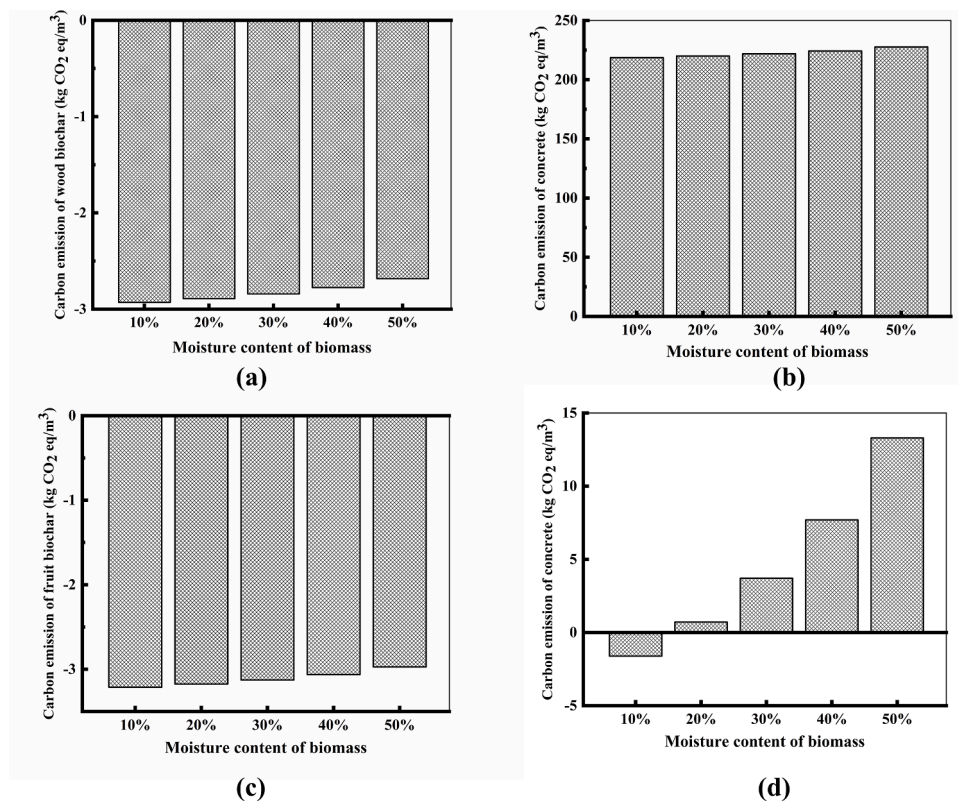 Carbon emission of wood biochar (kg CO2 eq/m3)
0
-1
-2
-3
10% 20% 30% 40% 50%
Moisture content of biomass
(a)
Carbon emission of concrete (kg CO2 eq/m3)
250
200
150
100
50
0
10% 20% 30% 40% 50%
Moisture content of biomass
(b)
Carbon emission of fruit biochar (kg CO2 eq/m3)
0
-1
-2
-3
10% 20% 30% 40% 50%
Moisture content of biomass
(c)
Carbon emission of concrete (kg CO2 eq/m3)
15
10
5
0
-5
10% 20% 30% 40% 50%
Moisture content of biomass
(d)